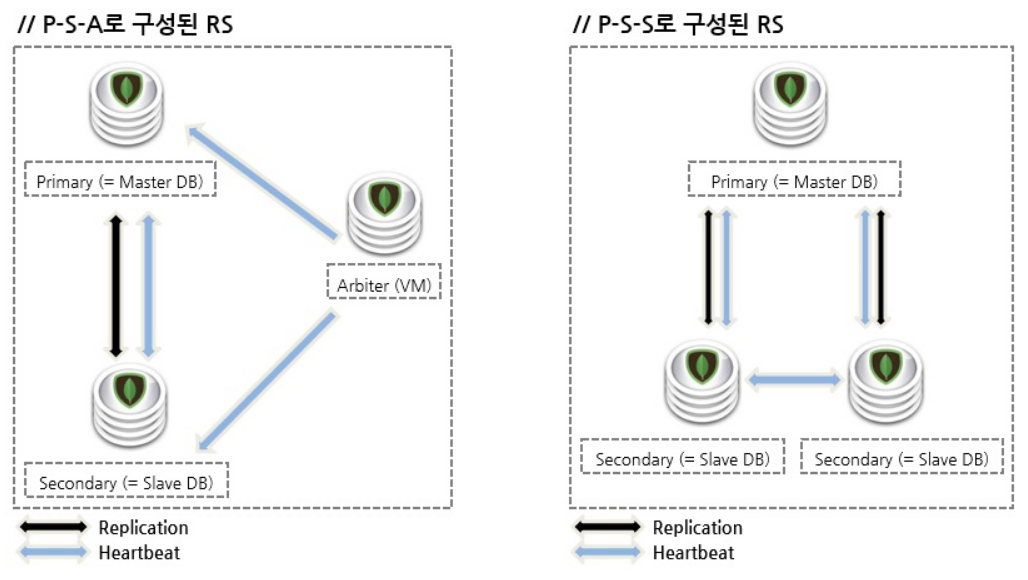 // P-S-A로 구성된 RS
Primary (= Master DB)
Arbiter (VM)
Secondary (= Slave DB)
Replication
Heartbeat
// P-S-S로 구성된 RS
Primary (= Master DB)
Secondary (= Slave DB)
Secondary (= Slave DB)
Replication
Heartbeat